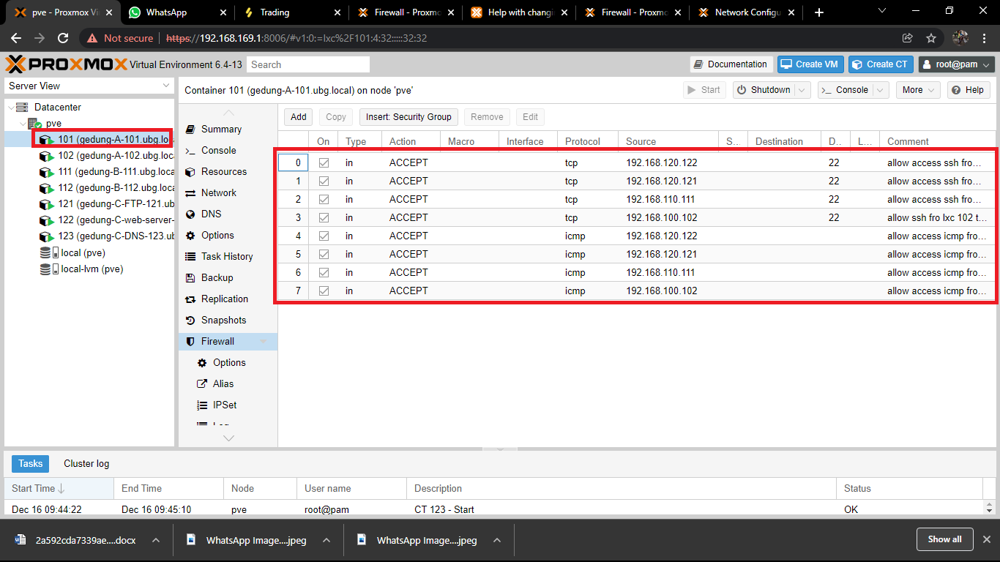 pve - Proxmox Vi
WhatsApp
Trading
Firewall - Proxmo
Help with changi
Firewall - Proxmo
Network Configu
Not secure
https://192.168.169.1:8006/#v1:0:=lxc%2F101:4:32:::::32:32
PROXMOX Virtual Environment 6.4-13
Search
Documentation
Create VM
Create CT
root@pam
Server View
Container 101 (gedung-A-101.ubg.local) on node 'pve'
Start
Shutdown
Console
More
Help
Datacenter
pve
101 (gedung-A-101.ubg.loc
102 (gedung-A-102.ubg.loca
111 (gedung-B-111.ubg.loca
112 (gedung-B-112.ubg.loca
121 (gedung-C-FTP-121.ub
122 (gedung-C-web-server-
123 (gedung-C-DNS-123.ub
local (pve)
local-lvm (pve)
Summary
Console
Resources
Network
DNS
Options
Task History
Backup
Replication
Snapshots
Firewall
Options
Alias
IPSet
Add Copy Insert: Security Group Remove Edit
On Type Action Macro Interface Protocol Source S... Destination D... L... Comment
0 in ACCEPT tcp 192.168.120.122 22 allow access ssh fro...
1 in ACCEPT tcp 192.168.120.121 22 allow access ssh fro...
2 in ACCEPT tcp 192.168.110.111 22 allow access ssh fro...
3 in ACCEPT tcp 192.168.100.102 22 allow ssh fro lxc 102 t...
4 in ACCEPT icmp 192.168.120.122 allow access icmp fro...
5 in ACCEPT icmp 192.168.120.121 allow access icmp fro...
6 in ACCEPT icmp 192.168.110.111 allow access icmp fro...
7 in ACCEPT icmp 192.168.100.102 allow access icmp fro...
Tasks Cluster log
Start Time End Time Node User name Description Status
Dec 16 09:44:22 Dec 16 09:45:10 pve root@pam CT 123 - Start OK
2a592cda7339ae....docx
WhatsApp Image....jpeg
WhatsApp Image....jpeg
Show all